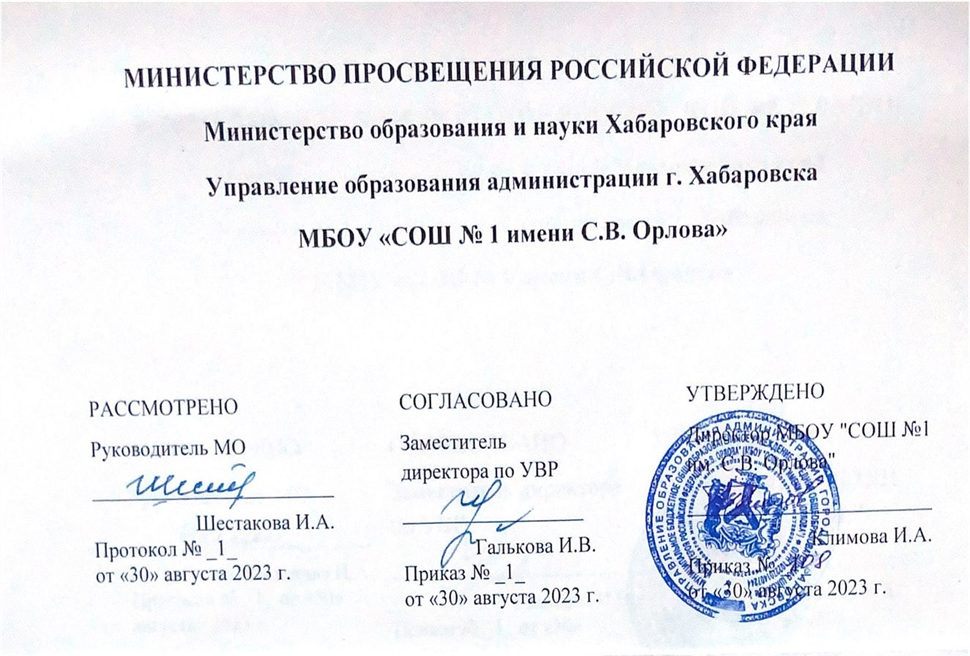 МИНИСТЕРСТВО ПРОСВЕЩЕНИЯ РОССИЙСКОЙ ФЕДЕРАЦИИ
Министерство образования и науки Хабаровского края
Управление образования администрации г. Хабаровска
МБОУ «СОШ № 1 имени С.В. Орлова»
РАССМОТРЕНО
Руководитель МО
Шестакова И.А.
Протокол № _1_
от «30» августа 2023 г.
СОГЛАСОВАНО
Заместитель
директора по УВР
Галькова И.В.
Приказ № _1_
от «30» августа 2023 г.
УТВЕРЖДЕНО
Директор МБОУ "СОШ №1
им. С.В. Орлова"
Климова И.А.
Приказ №
от «30» августа 2023 г.